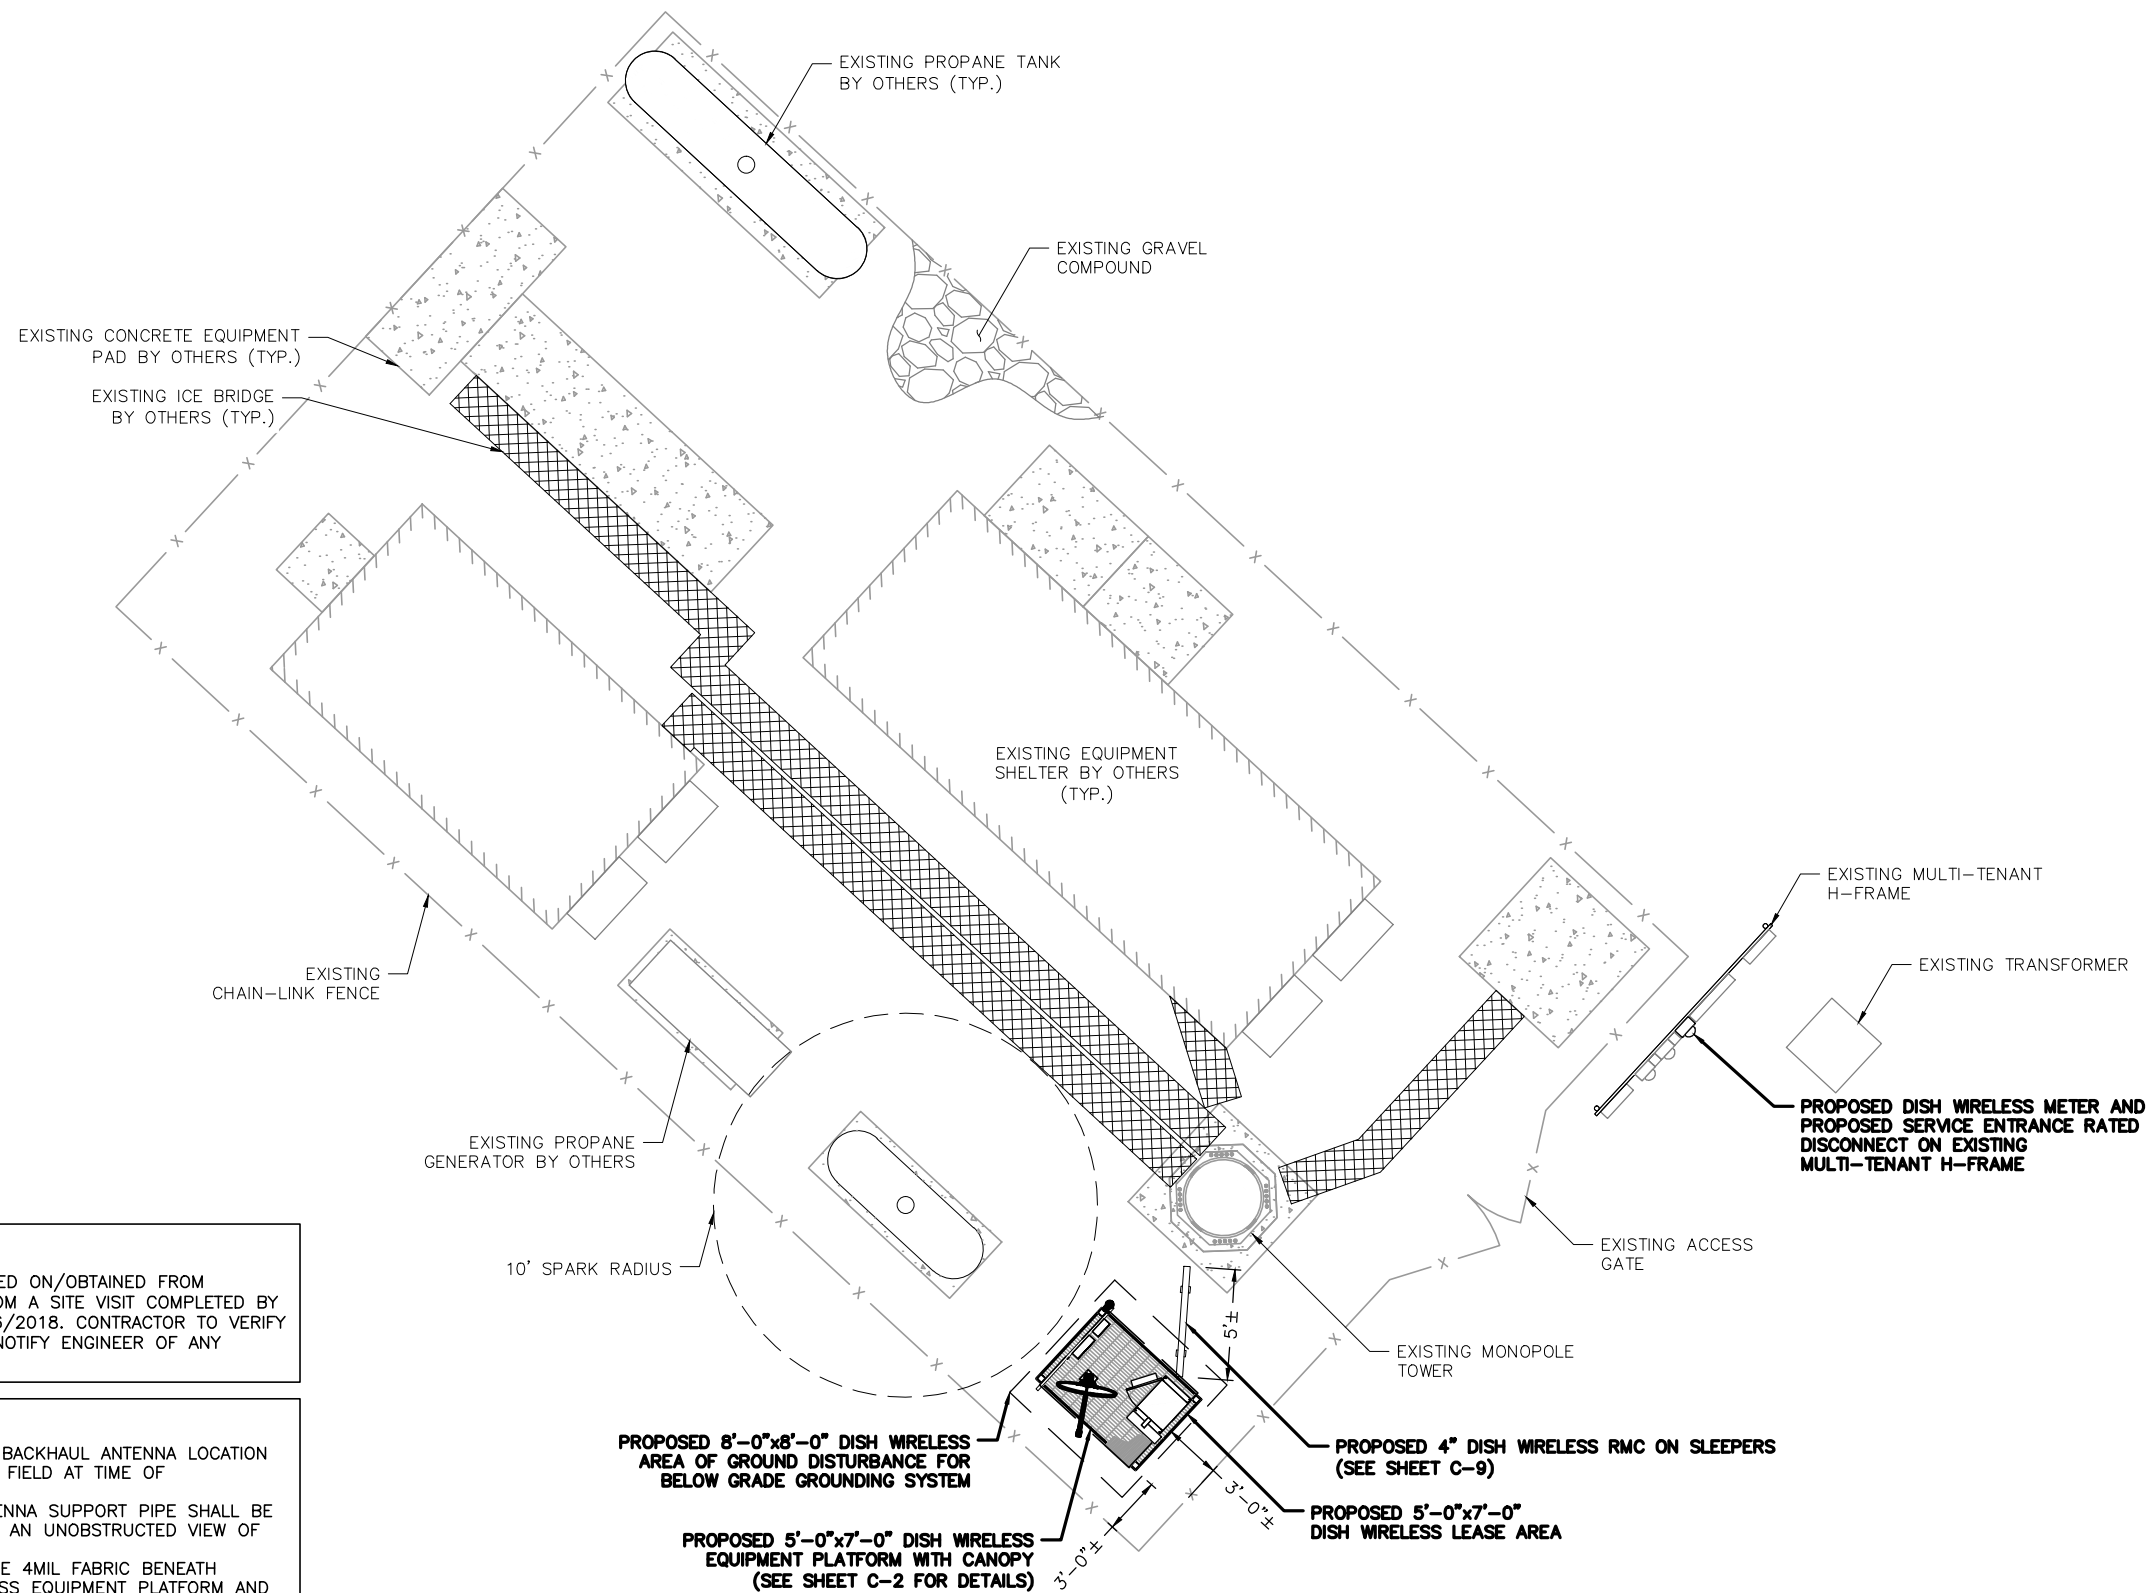 EXISTING PROPANE TANK
BY OTHERS (TYP.)
EXISTING GRAVEL
COMPOUND
EXISTING CONCRETE EQUIPMENT
PAD BY OTHERS (TYP.)
EXISTING ICE BRIDGE
BY OTHERS (TYP.)
EXISTING EQUIPMENT
SHELTER BY OTHERS
(TYP.)
EXISTING MULTI-TENANT
H-FRAME
EXISTING TRANSFORMER
EXISTING
CHAIN-LINK FENCE
PROPOSED DISH WIRELESS METER AND
PROPOSED SERVICE ENTRANCE RATED
DISCONNECT ON EXISTING
MULTI-TENANT H-FRAME
EXISTING PROPANE
GENERATOR BY OTHERS
10' SPARK RADIUS
EXISTING ACCESS
GATE
5'±
EXISTING MONOPOLE
TOWER
PROPOSED 8'-0"x8'-0" DISH WIRELESS
AREA OF GROUND DISTURBANCE FOR
BELOW GRADE GROUNDING SYSTEM
PROPOSED 4" DISH WIRELESS RMC ON SLEEPERS
(SEE SHEET C-9)
3'-0"±
PROPOSED 5'-0"x7'-0"
DISH WIRELESS LEASE AREA
PROPOSED 5'-0"x7'-0" DISH WIRELESS
EQUIPMENT PLATFORM WITH CANOPY
(SEE SHEET C-2 FOR DETAILS)
3'-0"±
ED ON/OBTAINED FROM
OM A SITE VISIT COMPLETED BY
6/2018. CONTRACTOR TO VERIFY
NOTIFY ENGINEER OF ANY
BACKHAUL ANTENNA LOCATION
FIELD AT TIME OF
ENNA SUPPORT PIPE SHALL BE
AN UNOBSTRUCTED VIEW OF
E 4MIL FABRIC BENEATH
SS EQUIPMENT PLATFORM AND